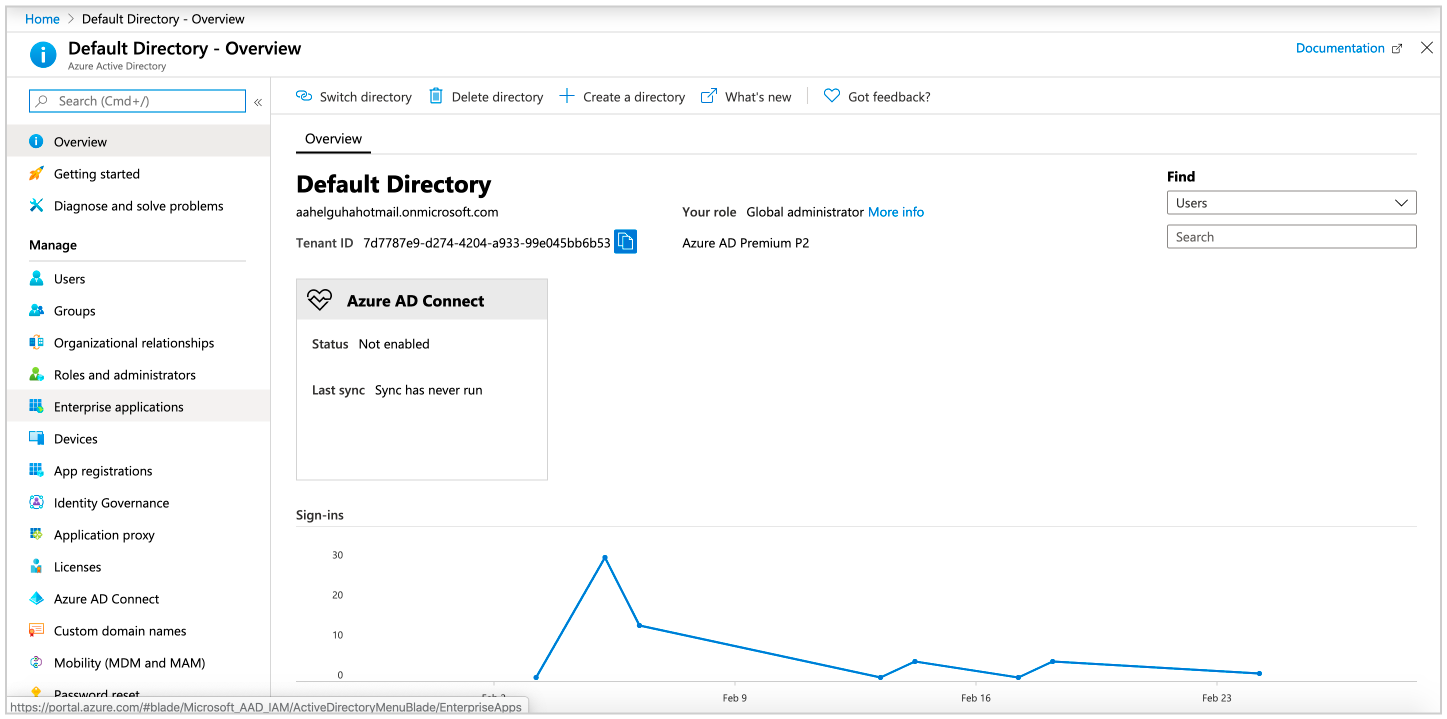 Home > Default Directory - Overview
Default Directory - Overview
Azure Active Directory
Documentation
Search (Cmd+/)
«
Switch directory
Delete directory
Create a directory
What's new
Got feedback?
Overview
Getting started
Diagnose and solve problems
Manage
Users
Groups
Organizational relationships
Roles and administrators
Enterprise applications
Devices
App registrations
Identity Governance
Application proxy
Licenses
Azure AD Connect
Custom domain names
Mobility (MDM and MAM)
Password reset
https://portal.azure.com/#blade/Microsoft_AAD_IAM/ActiveDirectoryMenuBlade/EnterpriseApps
Overview
Default Directory
aahelguhahotmail.onmicrosoft.com
Tenant ID 7d7787e9-d274-4204-a933-99e045bb6b53
Your role Global administrator More info
Azure AD Premium P2
Find
Users
Search
Azure AD Connect
Status Not enabled
Last sync Sync has never run
Sign-ins
30
20
10
0
Feb 2
Feb 9
Feb 16
Feb 23